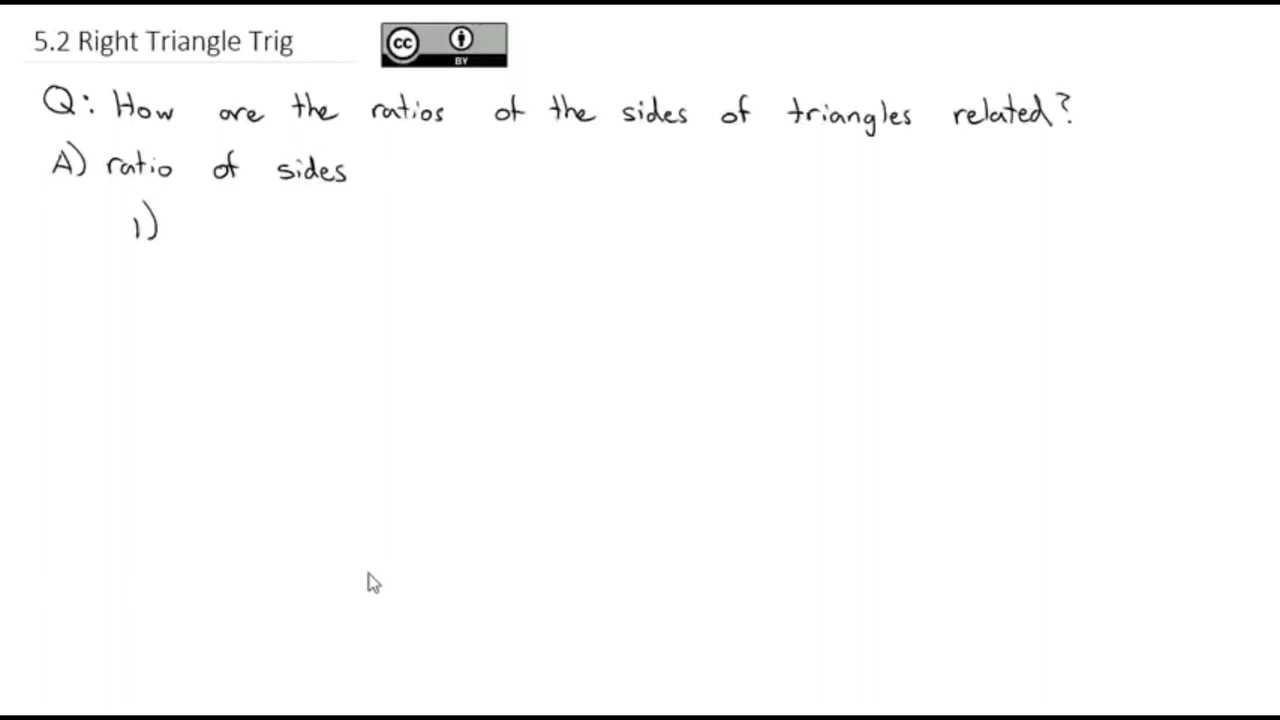 5.2 Right Triangle Trig
cc BY
Q: How are the ratios of the sides of triangles related?
A) ratio of sides
1)